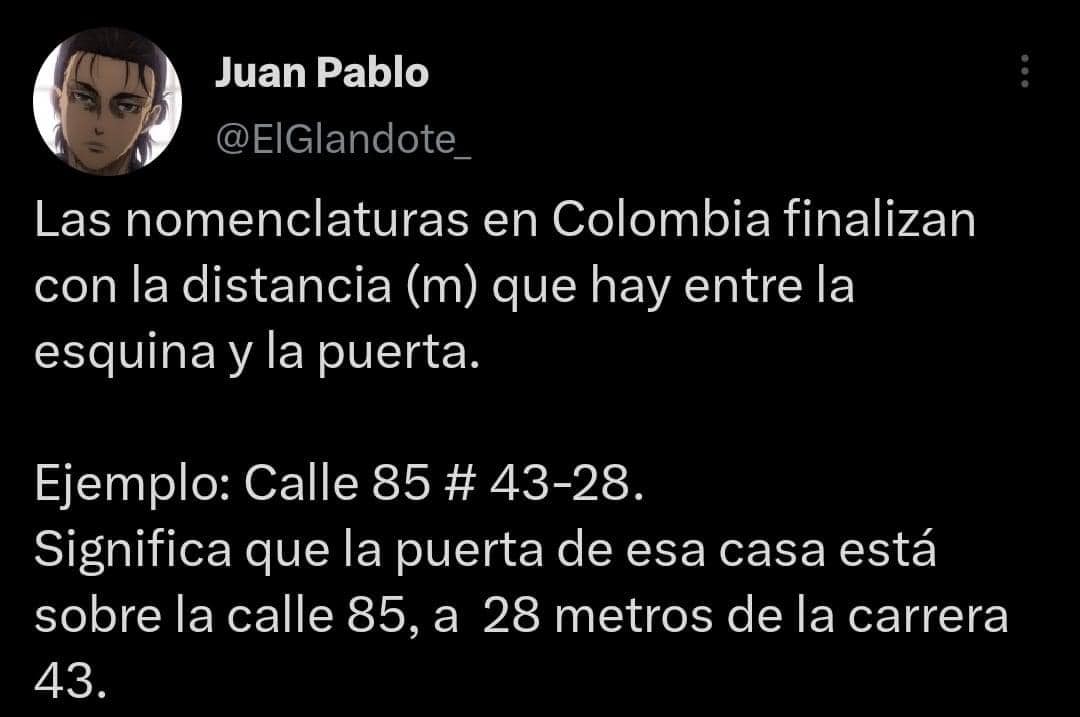 Juan Pablo
@ElGlandote_
Las nomenclaturas en Colombia finalizan
con la distancia (m) que hay entre la
esquina y la puerta.
Ejemplo: Calle 85 # 43-28.
Significa que la puerta de esa casa está
sobre la calle 85, a  28 metros de la carrera
43.